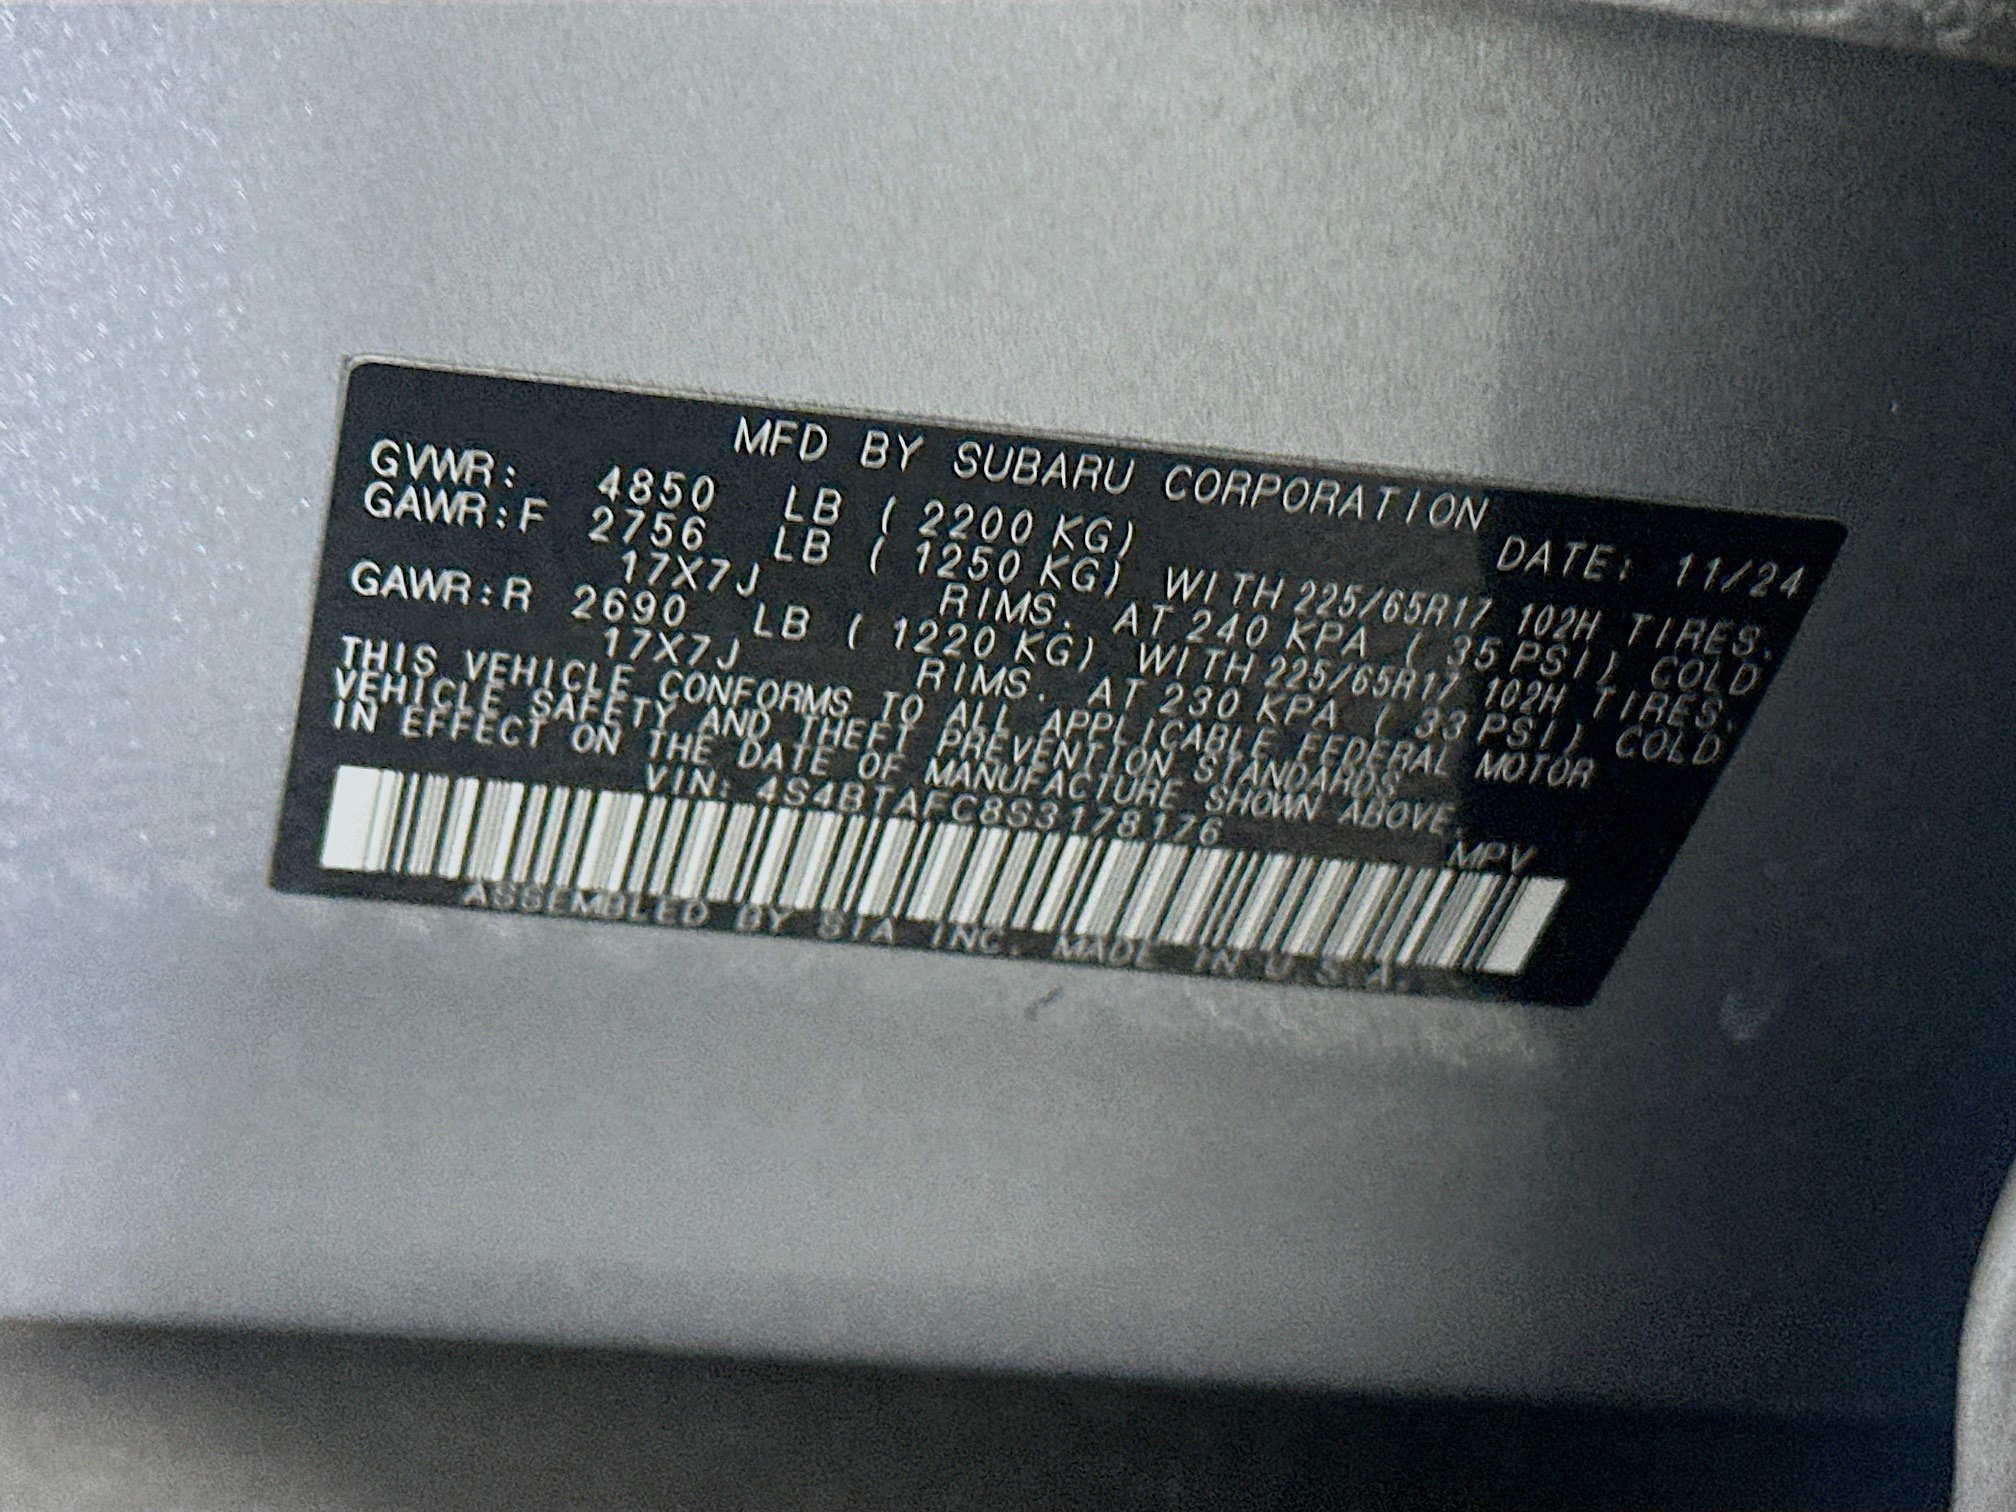 MFD BY SUBARU CORPORATION DATE: 11/24
GVWR: 4850 LB ( 2200 KG)
GAWR:F 2756 LB ( 1250 KG) WITH 225/65R17 102H TIRES,
17X7J RIMS. AT 240 KPA ( 35 PSI) COLD
GAWR:R 2690 LB ( 1220 KG) WITH 225/65R17 102H TIRES,
17X7J RIMS. AT 230 KPA ( 33 PSI) COLD
THIS VEHICLE CONFORMS TO ALL APPLICABLE FEDERAL MOTOR
VEHICLE SAFETY AND THEFT PREVENTION STANDARDS
IN EFFECT ON THE DATE OF MANUFACTURE SHOWN ABOVE.
VIN: 4S4BTAFC8S3178176 MPV
ASSEMBLED BY SIA INC. MADE IN U.S.A.